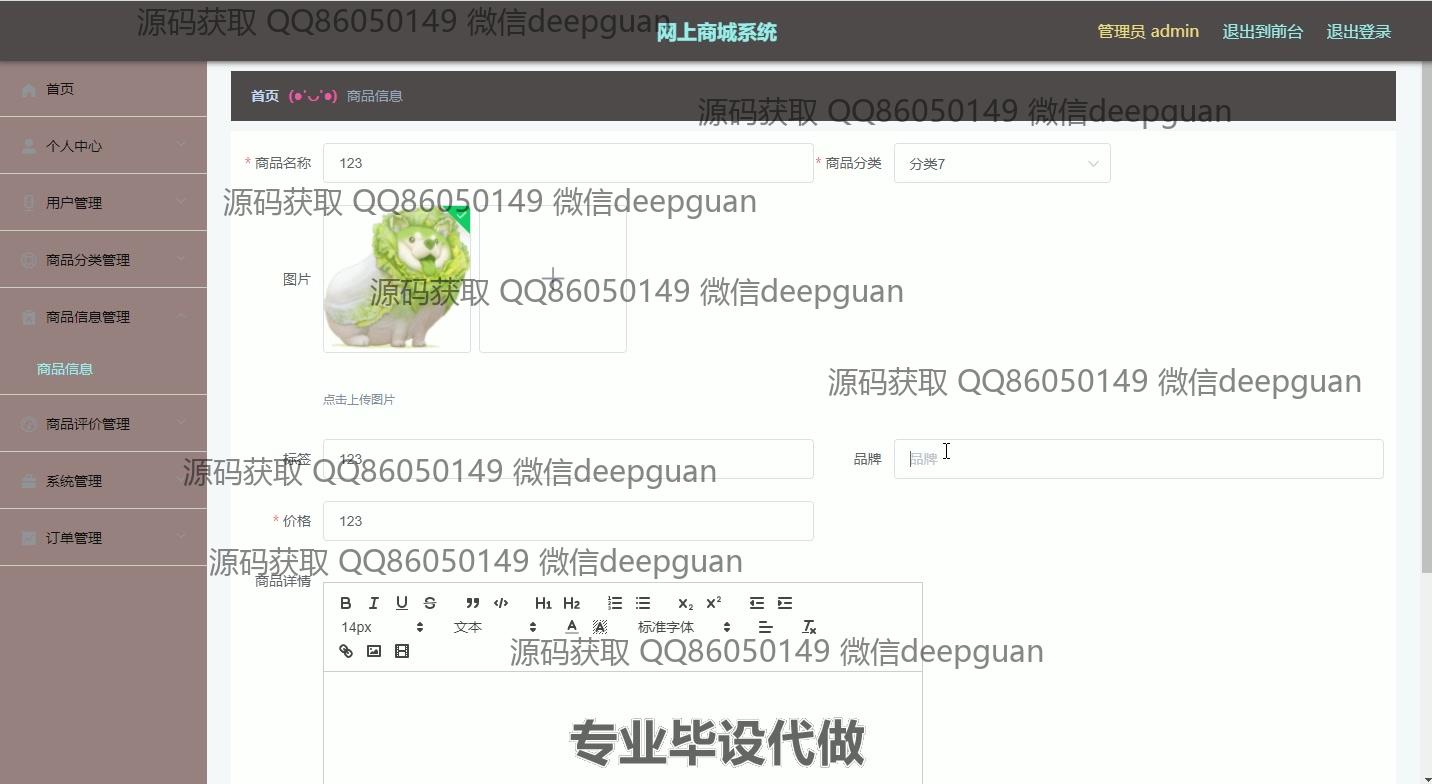 源码获取 QQ86050149 微信deepguan
网上商城系统
管理员 admin
退出到前台
退出登录
首页
个人中心
用户管理
商品分类管理
商品信息管理
商品信息
商品评价管理
系统管理
订单管理
首页 (●'◡'●) 商品信息
源码获取 QQ86050149 微信deepguan
* 商品名称 123
* 商品分类 分类7
源码获取 QQ86050149 微信deepguan
图片
源码获取 QQ86050149 微信deepguan
源码获取 QQ86050149 微信deepguan
点击上传图片
标签 123
品牌 品牌
源码获取 QQ86050149 微信deepguan
* 价格 123
源码获取 QQ86050149 微信deepguan
商品详情
B I U S H1 H2 X2 X2
14px 文本 A A 标准字体 Tx
源码获取 QQ86050149 微信deepguan
专业毕设代做